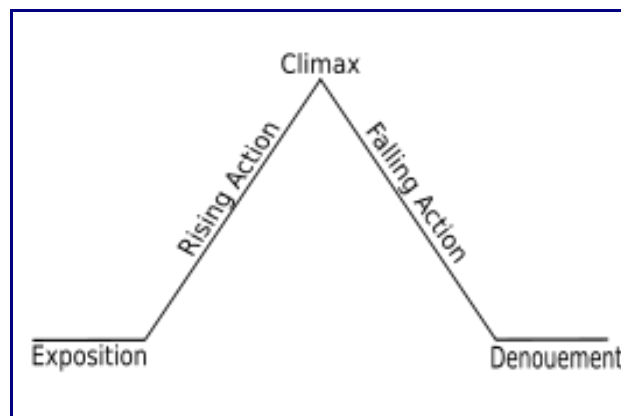 Climax
Rising Action
Falling Action
Exposition
Denouement